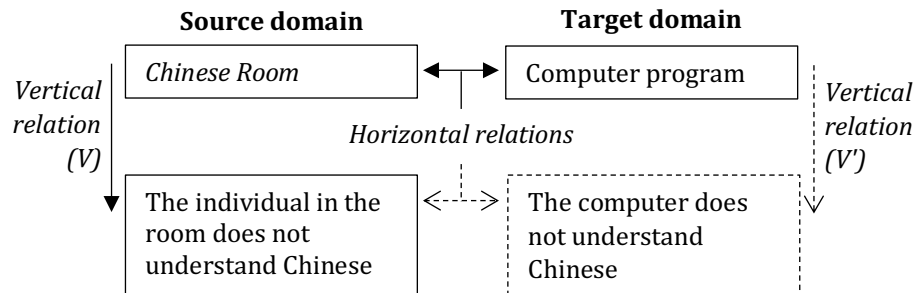 Source domain
Target domain
Chinese Room
Computer program
Vertical
relation
(V)
Horizontal relations
Vertical
relation
(V')
The individual in the
room does not
understand Chinese
The computer does
not understand
Chinese